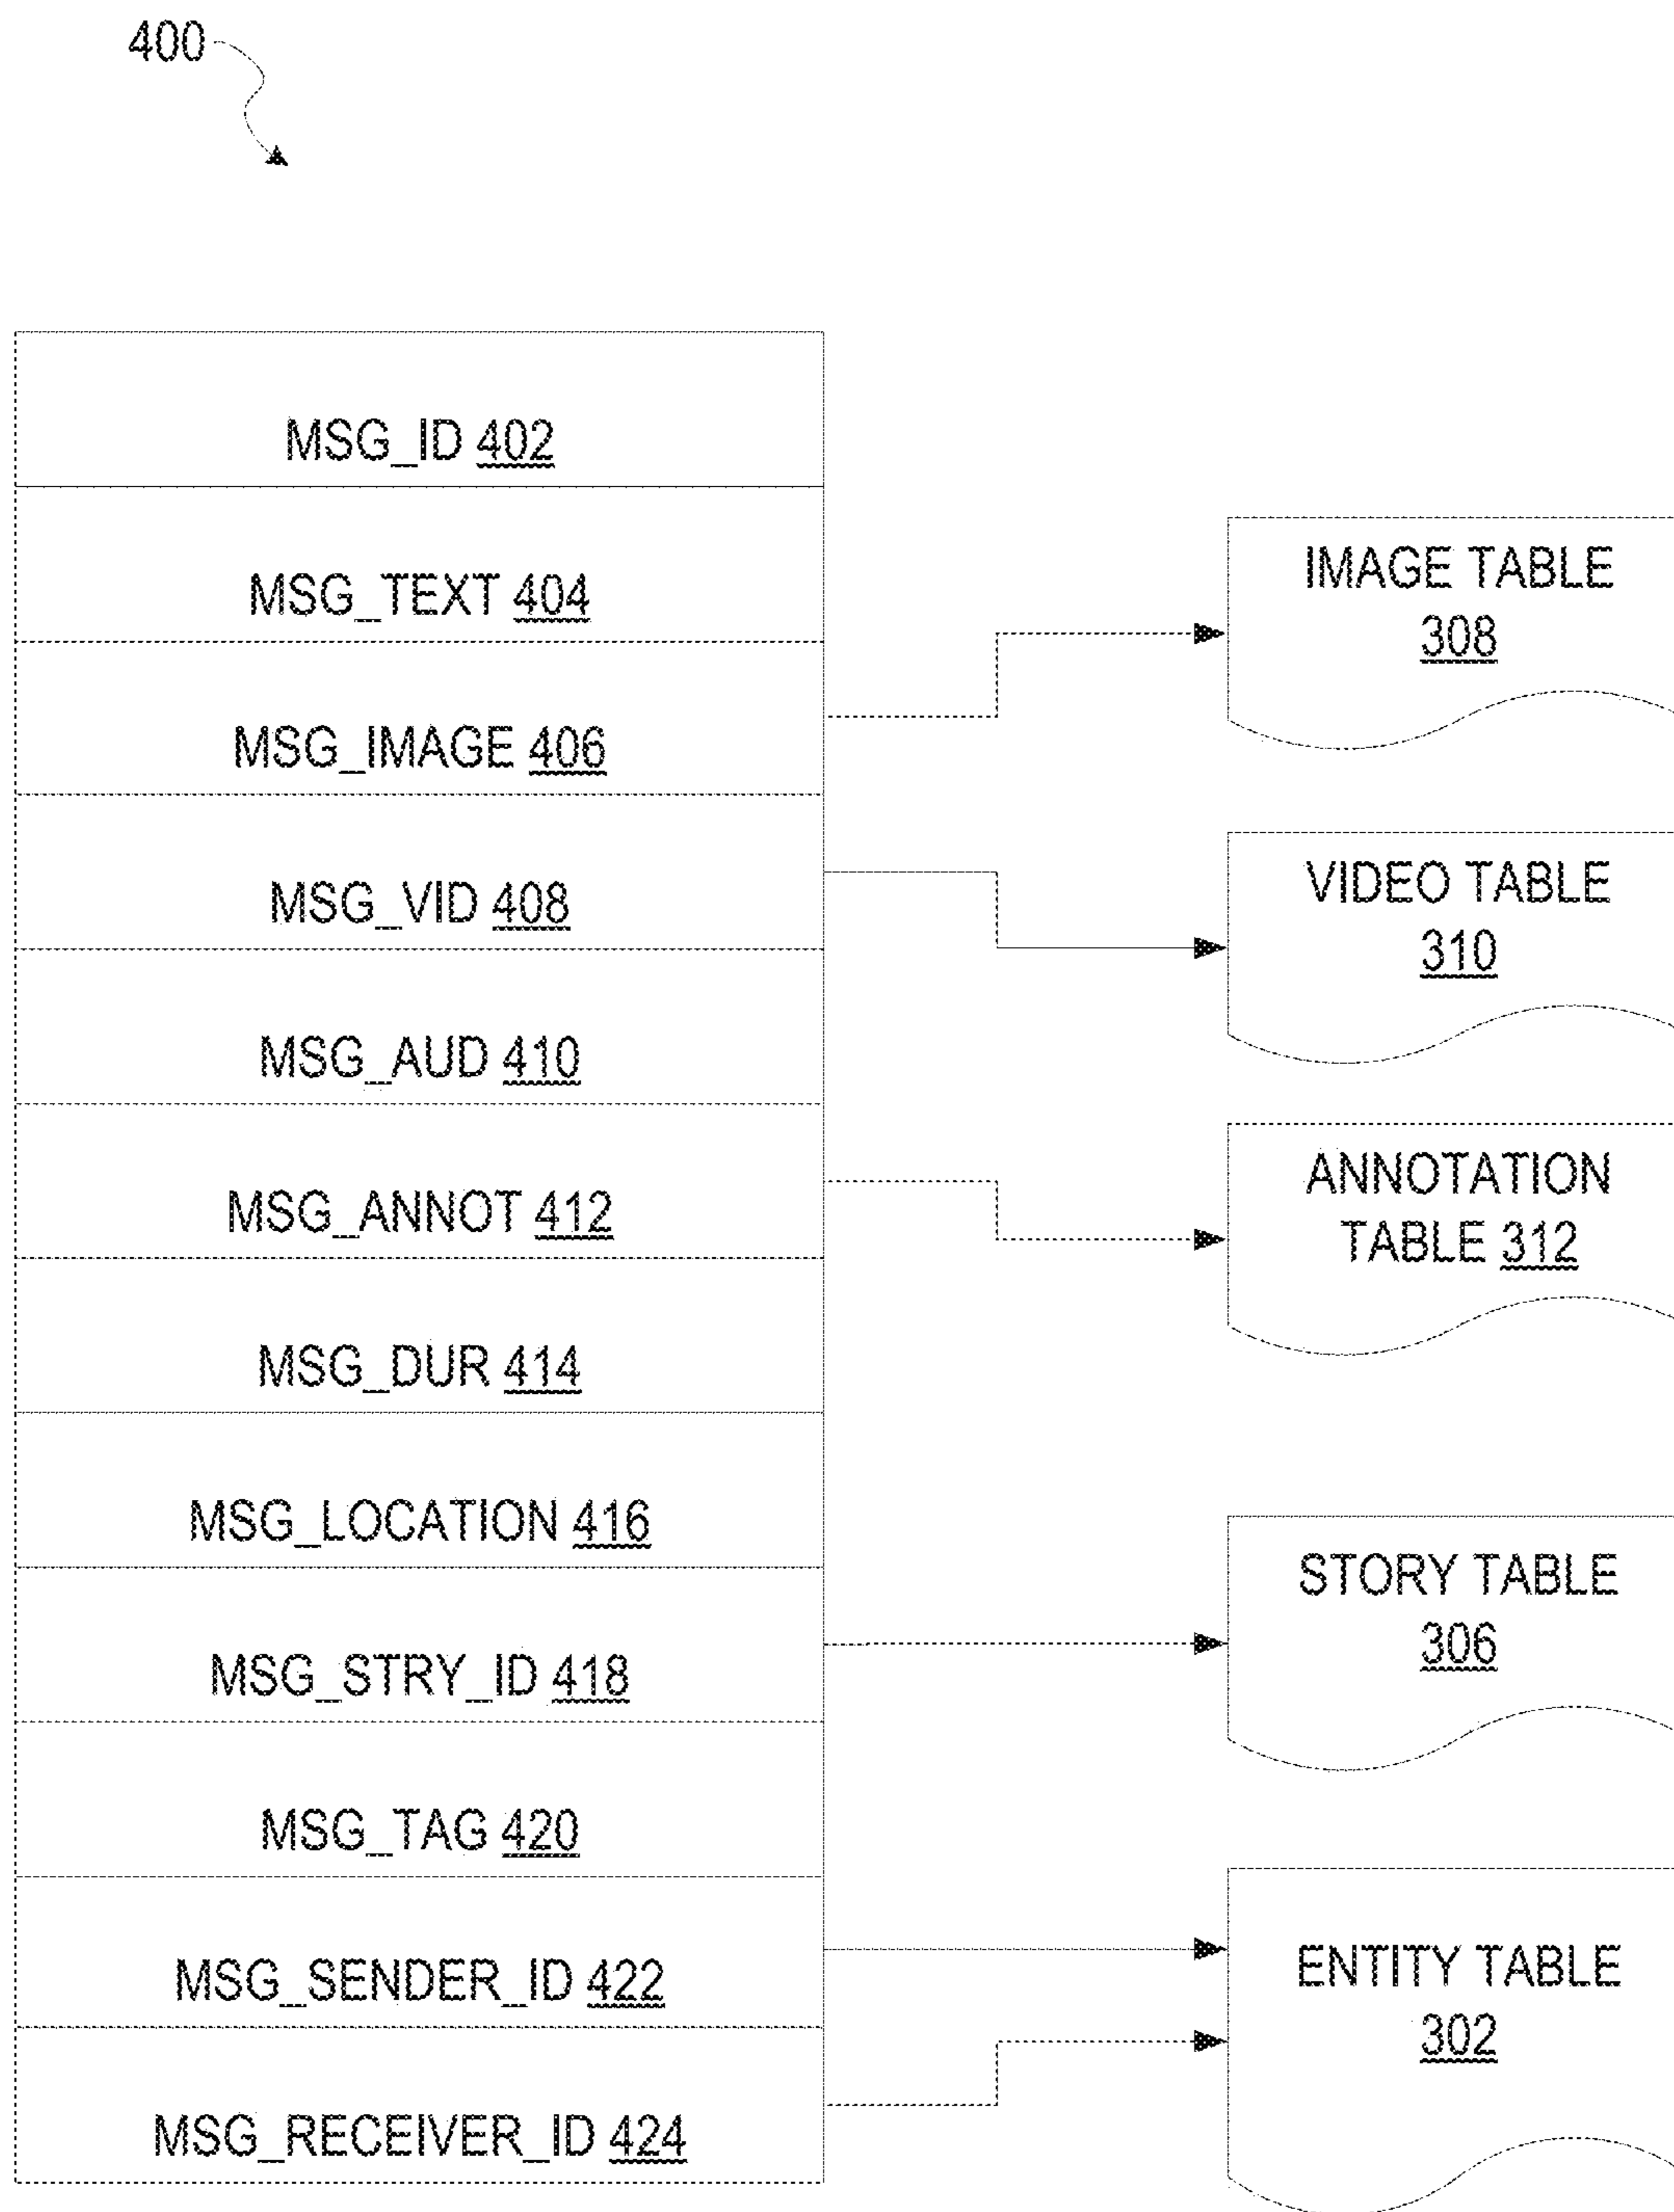 400
MSG_ID 402
MSG_TEXT 404
MSG_IMAGE 406
MSG_VID 408
MSG_AUD 410
MSG_ANNOT 412
MSG_DUR 414
MSG_LOCATION 416
MSG_STRY_ID 418
MSG_TAG 420
MSG_SENDER_ID 422
MSG_RECEIVER_ID 424
IMAGE TABLE
308
VIDEO TABLE
310
ANNOTATION
TABLE 312
STORY TABLE
306
ENTITY TABLE
302